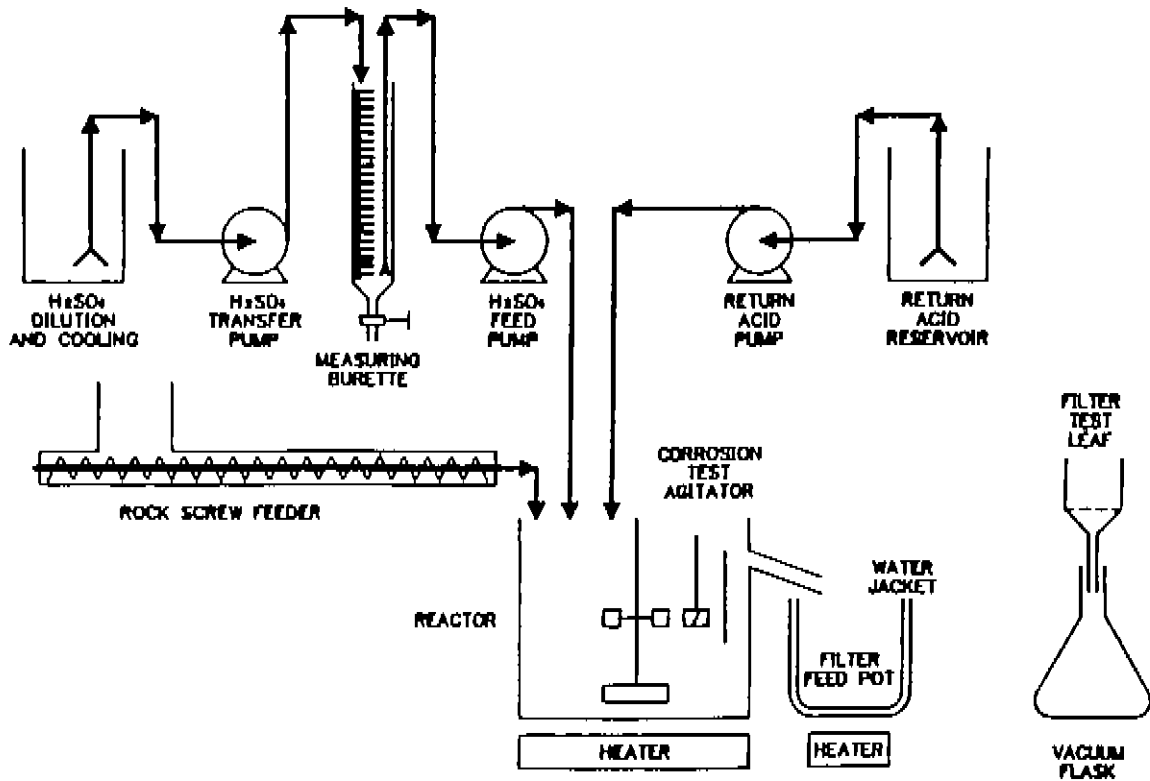 H₂SO₄
DILUTION
AND COOLING
H₂SO₄
TRANSFER
PUMP
MEASURING
BURETTE
H₂SO₄
FEED
PUMP
RETURN
ACID
PUMP
RETURN
ACID
RESERVOIR
FILTER
TEST
LEAF
CORROSION
TEST
AGITATOR
ROCK SCREW FEEDER
WATER
JACKET
REACTOR
FILTER
FEED POT
HEATER
HEATER
VACUUM
FLASK